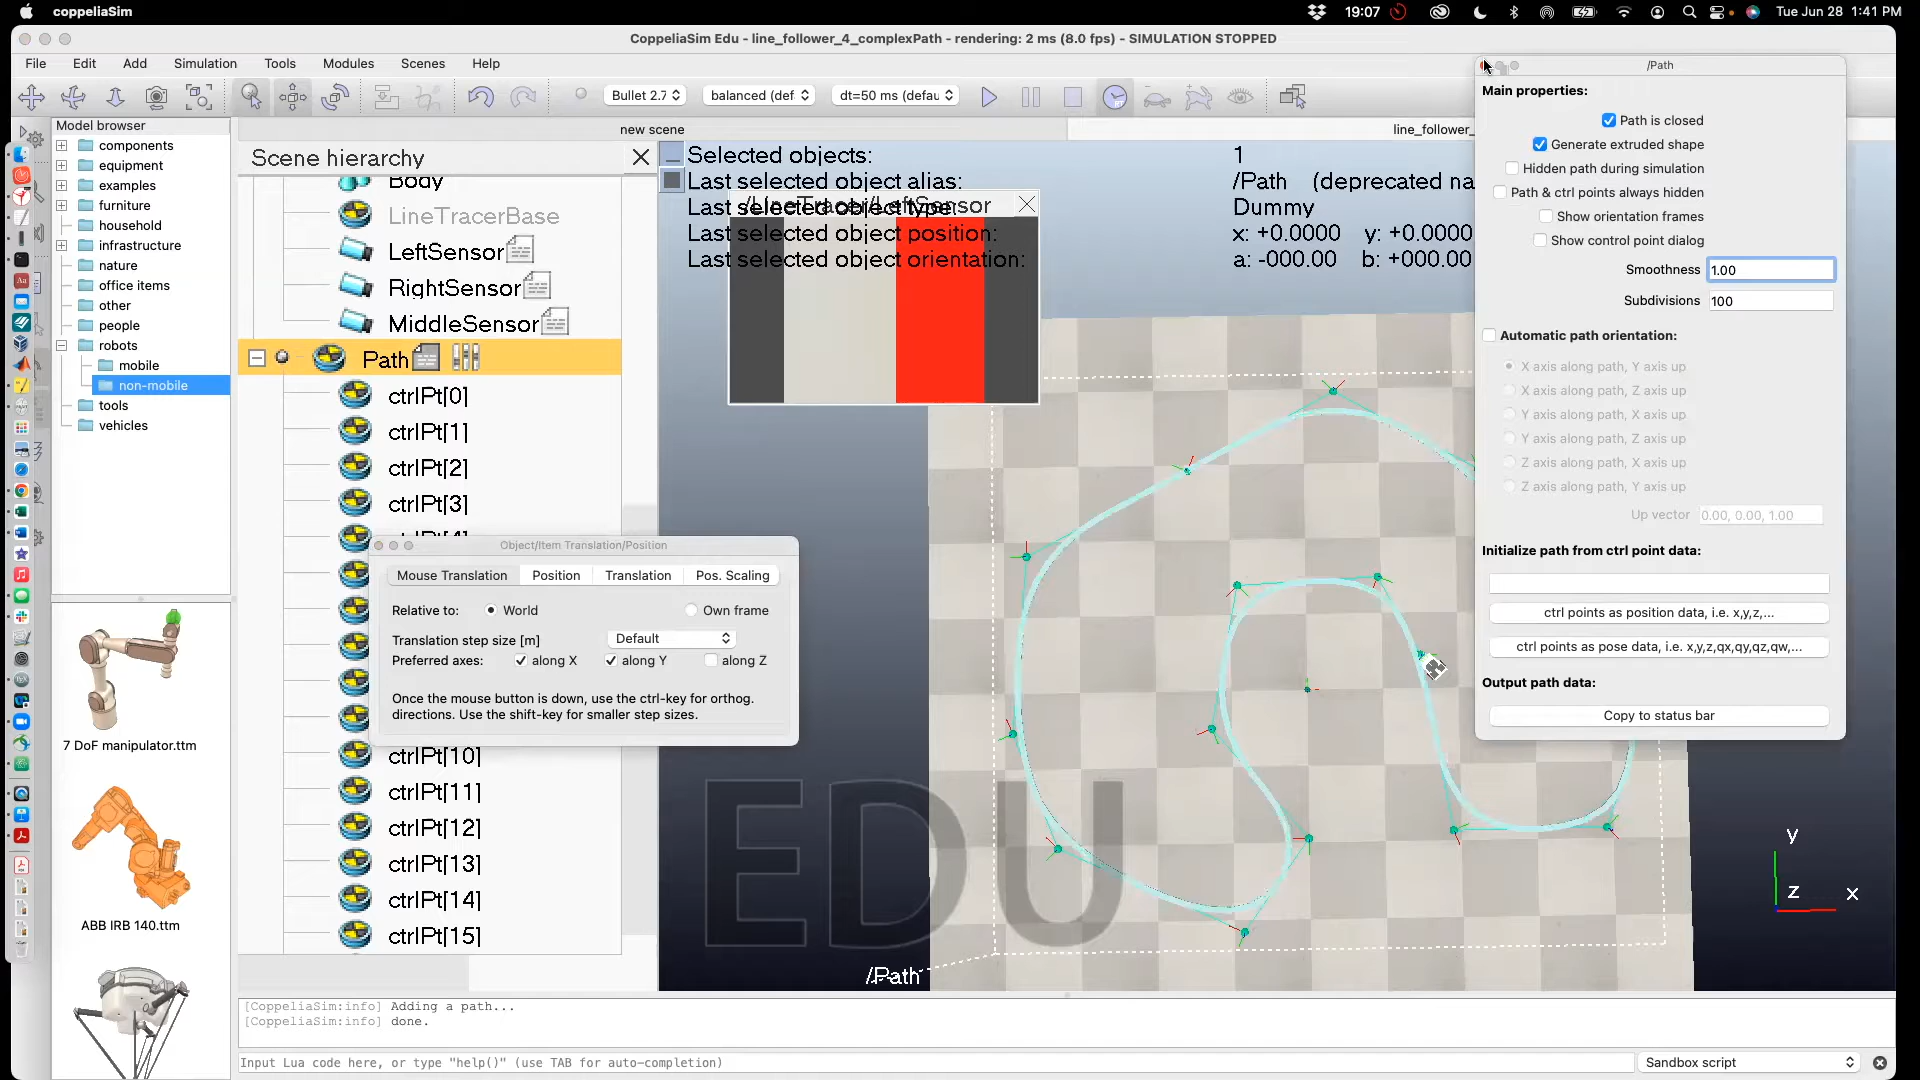 coppeliaSim
19:07
Tue Jun 28 1:41 PM
CoppeliaSim Edu - line_follower_4_complexPath - rendering: 2 ms (8.0 fps) - SIMULATION STOPPED
File Edit Add Simulation Tools Modules Scenes Help
Bullet 2.7 balanced (def dt=50 ms (defau
Model browser
new scene
line_follower_
components
equipment
examples
furniture
household
infrastructure
nature
office items
other
people
robots
mobile
non-mobile
tools
vehicles
7 DoF manipulator.ttm
ABB IRB 140.ttm
Scene hierarchy
Body
LineTracerBase
LeftSensor
RightSensor
MiddleSensor
Path
ctrlPt[0]
ctrlPt[1]
ctrlPt[2]
ctrlPt[3]
ctrlPt[4]
ctrlPt[10]
ctrlPt[11]
ctrlPt[12]
ctrlPt[13]
ctrlPt[14]
ctrlPt[15]
Selected objects: 1
Last selected object alias: /Path (deprecated na
Last selected object type: Dummy
Last selected object position: x: +0.0000 y: +0.0000
Last selected object orientation: a: -000.00 b: +000.00
/LineTracer/LeftSensor
Object/Item Translation/Position
Mouse Translation Position Translation Pos. Scaling
Relative to: World Own frame
Translation step size [m] Default
Preferred axes: along X along Y along Z
Once the mouse button is down, use the ctrl-key for orthog.
directions. Use the shift-key for smaller step sizes.
EDU
/Path
y
z x
/Path
Main properties:
Path is closed
Generate extruded shape
Hidden path during simulation
Path & ctrl points always hidden
Show orientation frames
Show control point dialog
Smoothness 1.00
Subdivisions 100
Automatic path orientation:
X axis along path, Y axis up
X axis along path, Z axis up
Y axis along path, X axis up
Y axis along path, Z axis up
Z axis along path, X axis up
Z axis along path, Y axis up
Up vector 0.00, 0.00, 1.00
Initialize path from ctrl point data:
ctrl points as position data, i.e. x,y,z,...
ctrl points as pose data, i.e. x,y,z,qx,qy,qz,qw,...
Output path data:
Copy to status bar
[CoppeliaSim:info] Adding a path...
[CoppeliaSim:info] done.
Input Lua code here, or type "help()" (use TAB for auto-completion)
Sandbox script